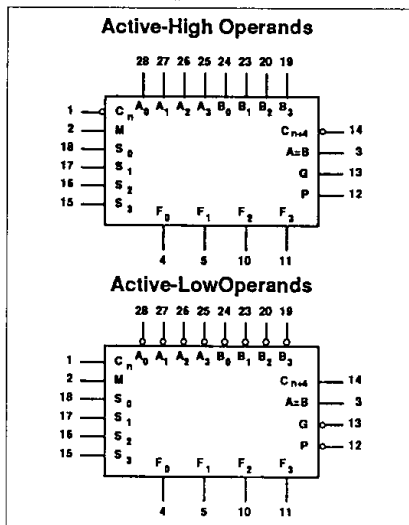 Active-High Operands
28 27 26 25 24 23 20 19
A0 A1 A2 A3 B0 B1 B2 B3
1 Cn Cn+4 14
2 M A=B 3
18 S0 G 13
17 S1 P 12
16 S2
15 S3
F0 F1 F2 F3
4 5 10 11
Active-LowOperands
28 27 26 25 24 23 20 19
A0 A1 A2 A3 B0 B1 B2 B3
1 Cn Cn+4 14
2 M A=B 3
18 S0 G 13
17 S1 P 12
16 S2
15 S3
F0 F1 F2 F3
4 5 10 11